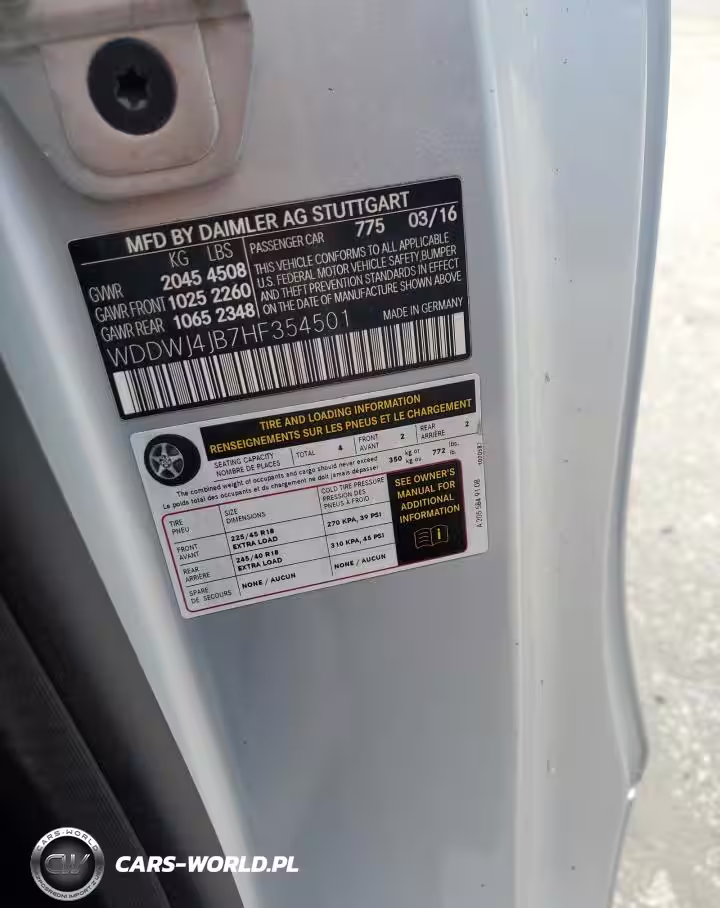 MFD BY DAIMLER AG STUTTGART
KG LBS PASSENGER CAR 775 03/16
GVWR 2045 4508
GAWR FRONT 1025 2260
GAWR REAR 1065 2348
THIS VEHICLE CONFORMS TO ALL APPLICABLE
U.S. FEDERAL MOTOR VEHICLE SAFETY, BUMPER
AND THEFT PREVENTION STANDARDS IN EFFECT
ON THE DATE OF MANUFACTURE SHOWN ABOVE
WDDWJ4JB7HF354501 MADE IN GERMANY
TIRE AND LOADING INFORMATION
RENSEIGNEMENTS SUR LES PNEUS ET LE CHARGEMENT
SEATING CAPACITY
NOMBRE DE PLACES
TOTAL 4
FRONT
AVANT
2
REAR
ARRIÈRE
2
The combined weight of occupants and cargo should never exceed
Le poids total des occupants et du chargement ne doit jamais dépasser
350 kg or
kg ou
772 lbs.
lb.
TIRE
PNEU
SIZE
DIMENSIONS
COLD TIRE PRESSURE
PRESSION DES
PNEUS À FROID
FRONT
AVANT
225/45 R18
EXTRA LOAD
270 KPA, 39 PSI
REAR
ARRIÈRE
245/40 R18
EXTRA LOAD
310 KPA, 45 PSI
SPARE
DE SECOURS
NONE / AUCUN
NONE / AUCUN
SEE OWNER'S
MANUAL FOR
ADDITIONAL
INFORMATION
i
A 205 584 91 08
CARS-WORLD
CW
CARS-WORLD.PL